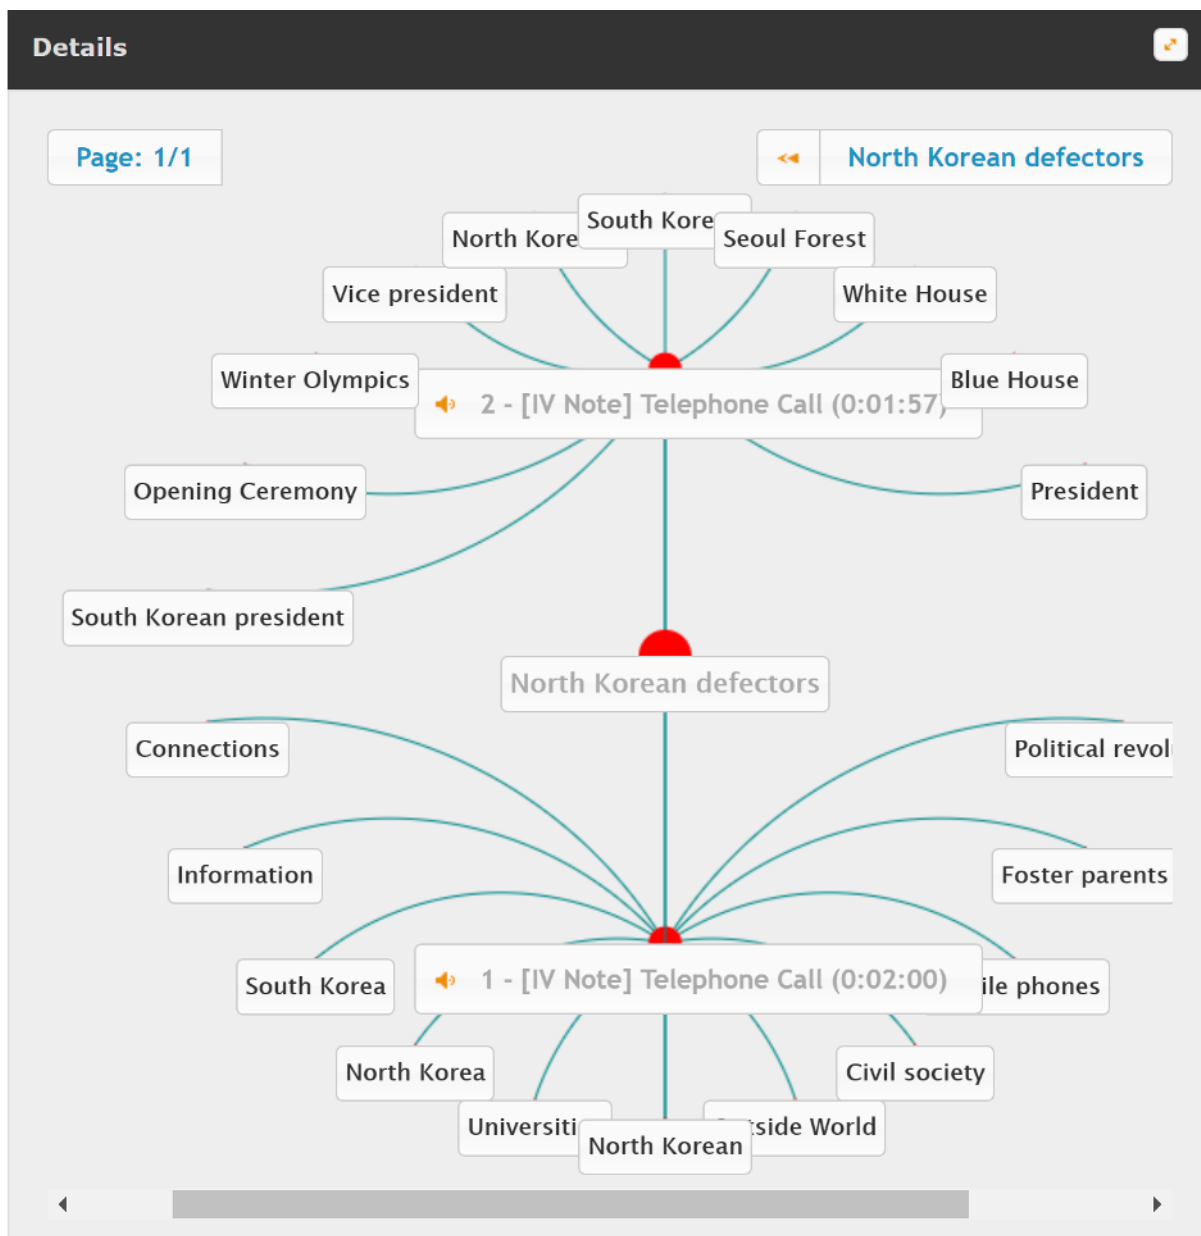 Details
Page: 1/1
North Korean defectors
South Kore
North Kore
Seoul Forest
Vice president
White House
Winter Olympics
2 - [IV Note] Telephone Call (0:01:57)
Blue House
Opening Ceremony
President
South Korean president
North Korean defectors
Connections
Political revol
Information
Foster parents
South Korea
1 - [IV Note] Telephone Call (0:02:00)
ile phones
North Korea
Civil society
Universiti
tside World
North Korean